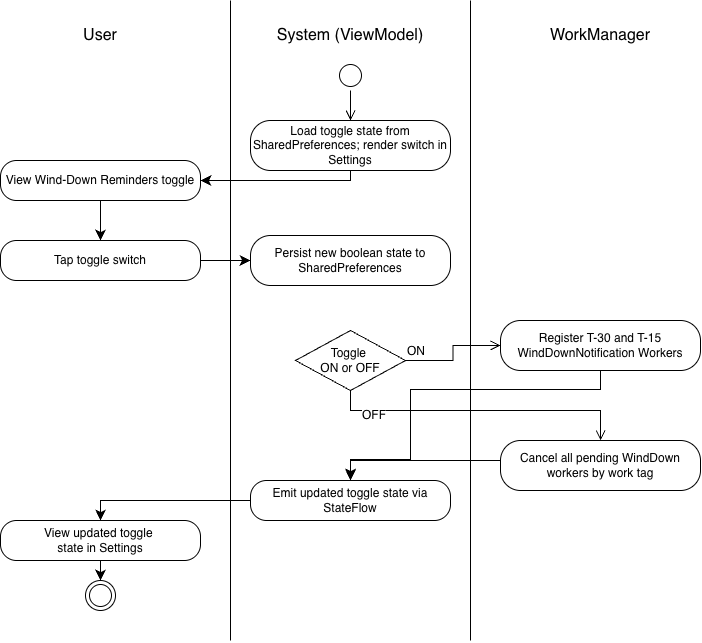 User
System (ViewModel)
WorkManager
Load toggle state from
SharedPreferences; render switch in
Settings
View Wind-Down Reminders toggle
Tap toggle switch
Persist new boolean state to
SharedPreferences
Toggle
ON or OFF
ON
Register T-30 and T-15
WindDownNotification Workers
OFF
Cancel all pending WindDown
workers by work tag
Emit updated toggle state via
StateFlow
View updated toggle
state in Settings